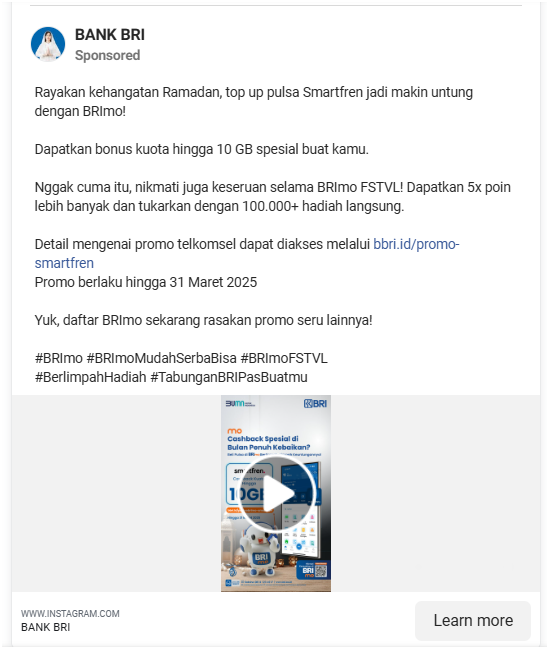 BANK BRI
Sponsored
Rayakan kehangatan Ramadan, top up pulsa Smartfren jadi makin untung
dengan BRImo!
Dapatkan bonus kuota hingga 10 GB spesial buat kamu.
Nggak cuma itu, nikmati juga keseruan selama BRImo FSTVL! Dapatkan 5x poin
lebih banyak dan tukarkan dengan 100.000+ hadiah langsung.
Detail mengenai promo telkomsel dapat diakses melalui bbri.id/promo-
smartfren
Promo berlaku hingga 31 Maret 2025
Yuk, daftar BRImo sekarang rasakan promo seru lainnya!
#BRImo #BRImoMudahSerbaBisa #BRImoFSTVL
#BerlimpahHadiah #TabunganBRIPasBuatmu
BUMN BRI
mo
Cashback Spesial di
Bulan Penuh Kebaikan?
smartfren.
10GB
BRI
WWW.INSTAGRAM.COM
BANK BRI
Learn more